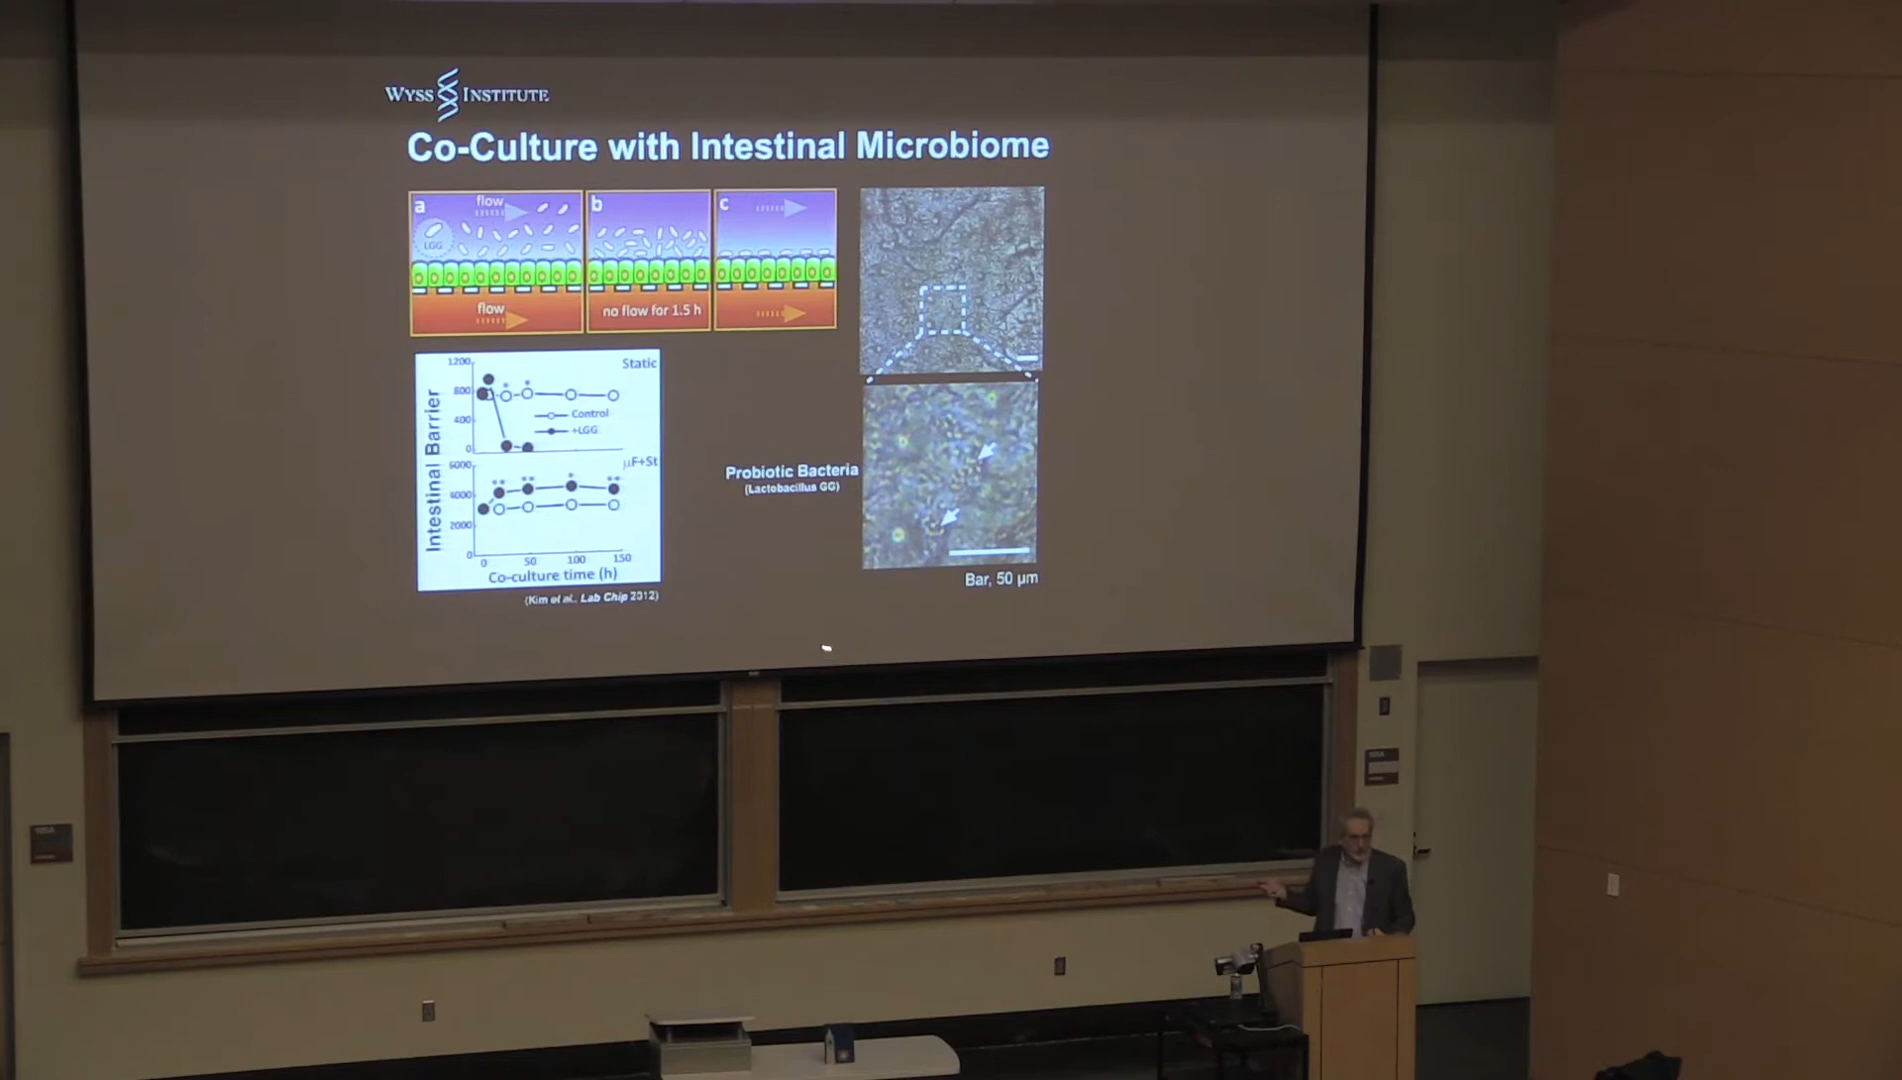 WYSS INSTITUTE
Co-Culture with Intestinal Microbiome
a
flow
LGG
flow
b
no flow for 1.5 h
c
Intestinal Barrier
1200
800
400
0
Static
Control
+LGG
6000
4000
2000
0
µF+St
* *
** ** * **
0 50 100 150
Co-culture time (h)
(Kim et al., Lab Chip 2012)
Probiotic Bacteria
(Lactobacillus GG)
Bar, 50 µm